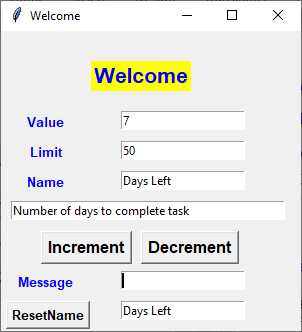 Welcome
Welcome
Value 7
Limit 50
Name Days Left
Number of days to complete task
Increment Decrement
Message
ResetName Days Left